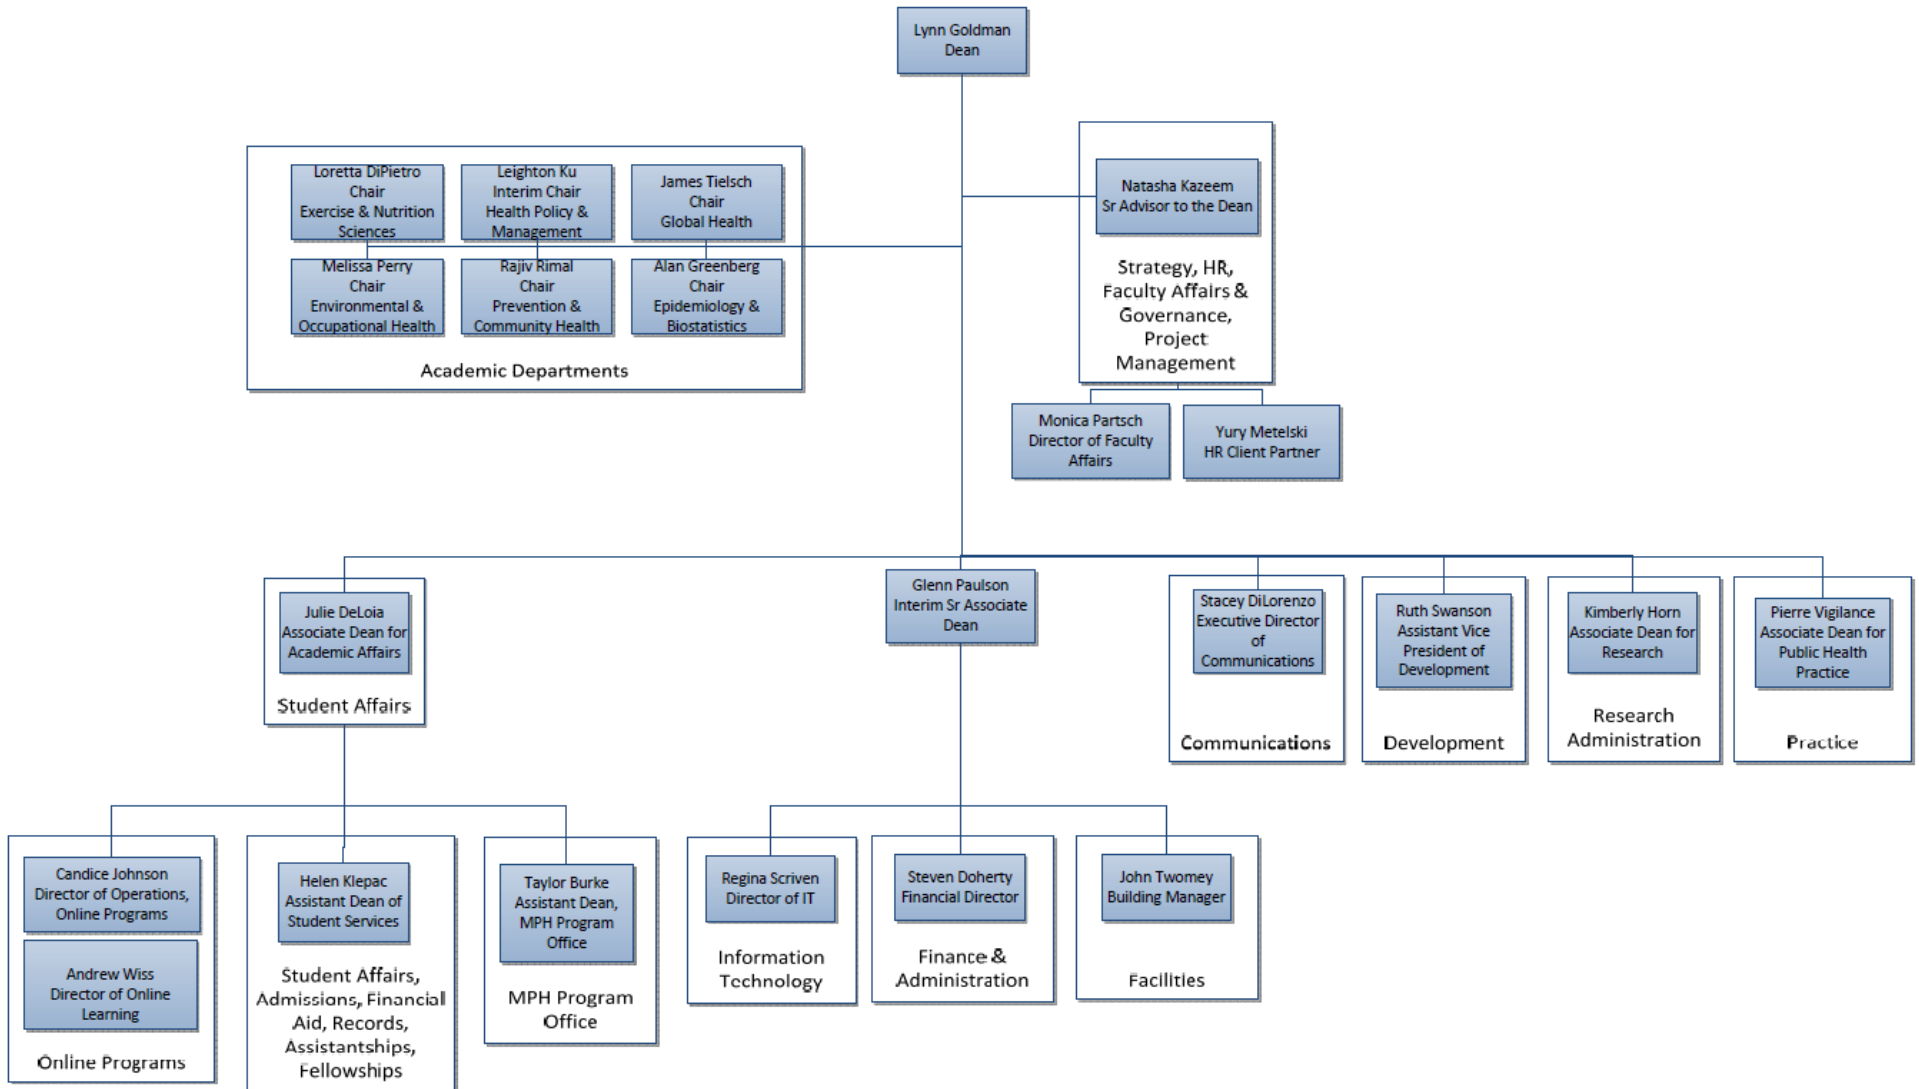 Lynn Goldman
Dean
Loretta DiPietro
Chair
Exercise & Nutrition
Sciences
Leighton Ku
Interim Chair
Health Policy &
Management
James Tielsch
Chair
Global Health
Melissa Perry
Chair
Environmental &
Occupational Health
Rajiv Rimal
Chair
Prevention &
Community Health
Alan Greenberg
Chair
Epidemiology &
Biostatistics
Academic Departments
Natasha Kazeem
Sr Advisor to the Dean
Strategy, HR,
Faculty Affairs &
Governance,
Project
Management
Monica Partsch
Director of Faculty
Affairs
Yury Metelski
HR Client Partner
Julie DeLoia
Associate Dean for
Academic Affairs
Student Affairs
Glenn Paulson
Interim Sr Associate
Dean
Stacey DiLorenzo
Executive Director
of
Communications
Communications
Ruth Swanson
Assistant Vice
President of
Development
Development
Kimberly Horn
Associate Dean for
Research
Research
Administration
Pierre Vigilance
Associate Dean for
Public Health
Practice
Practice
Candice Johnson
Director of Operations,
Online Programs
Andrew Wiss
Director of Online
Learning
Online Programs
Helen Klepac
Assistant Dean of
Student Services
Student Affairs,
Admissions, Financial
Aid, Records,
Assistantships,
Fellowships
Taylor Burke
Assistant Dean,
MPH Program
Office
MPH Program
Office
Regina Scriven
Director of IT
Information
Technology
Steven Doherty
Financial Director
Finance &
Administration
John Twomey
Building Manager
Facilities